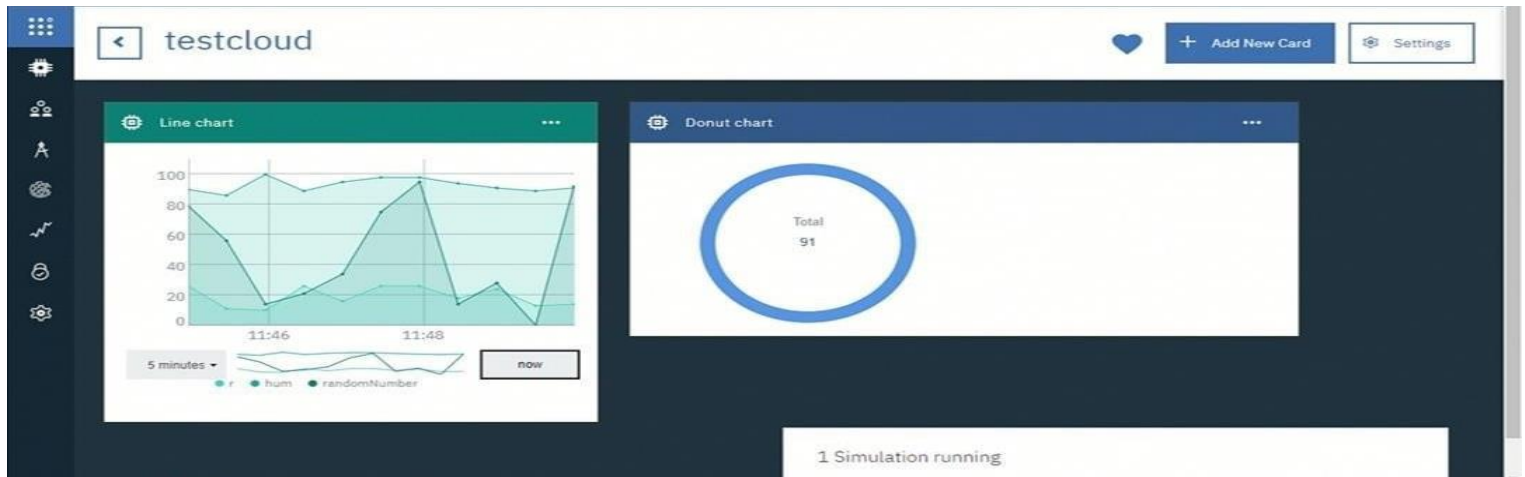 testcloud
+ Add New Card
Settings
Line chart
Donut chart
100
80
60
40
20
0
11:46
11:48
5 minutes
now
r hum randomNumber
Total
91
1 Simulation running